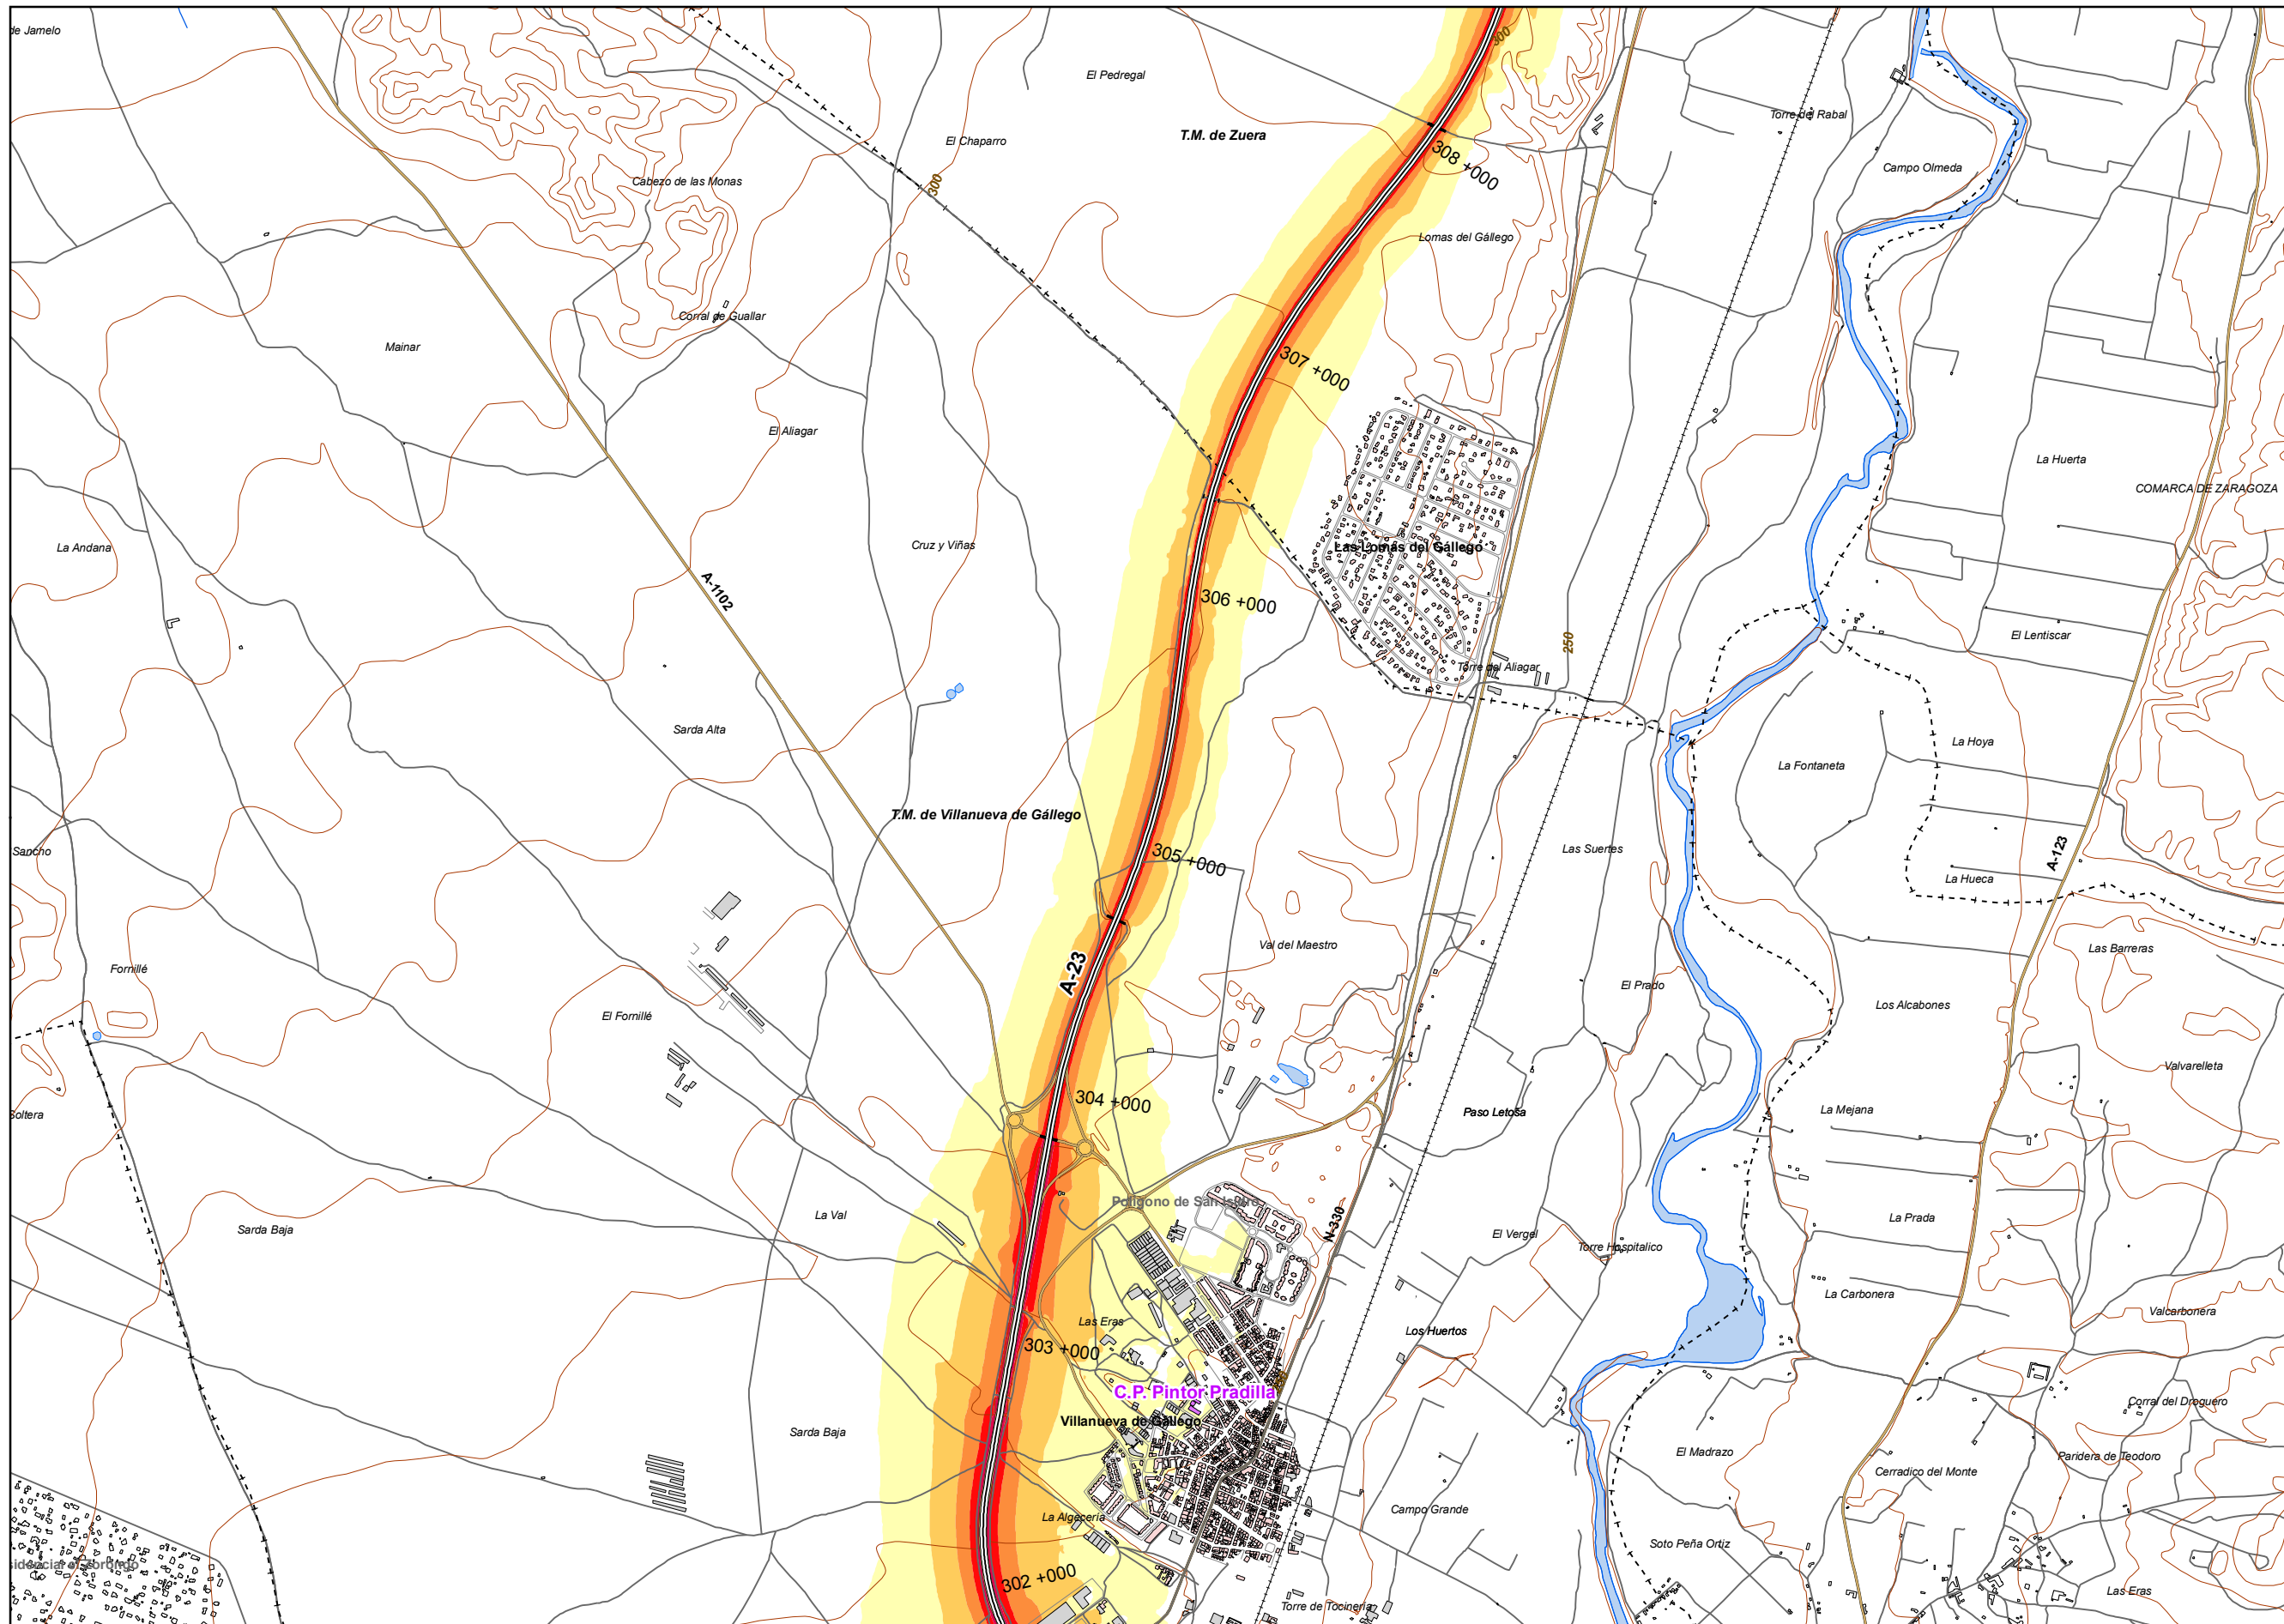 de Jamelo
300
El Pedregal
Torre del Rabal
T.M. de Zuera
El Chaparro
308 +000
Campo Olmeda
Cabezo de las Monas
300
Lomas del Gállego
Corral de Guallar
Mainar
307 +000
El Aliagar
La Huerta
COMARCA DE ZARAGOZA
La Andana
Cruz y Viñas
Las Lomas del Gállego
A-1102
306 +000
El Lentiscar
250
Torre del Aliagar
Sarda Alta
La Hoya
La Fontaneta
T.M. de Villanueva de Gállego
Sancho
305 +000
Las Suertes
A-123
La Hueca
Val del Maestro
Las Barreras
Fornillé
A-23
El Prado
Los Alcabones
El Fornillé
Valvarelleta
304 +000
Soltera
Paso Letosa
La Mejana
Polígono de San Isidro
La Val
La Prada
Sarda Baja
N-330
El Vergel
Torre Hospitalico
La Carbonera
Valcarbonera
Las Eras
Los Huertos
303 +000
C.P. Pintor Pradilla
Corral del Droguero
Villanueva de Gállego
Sarda Baja
El Madrazo
Paridera de Teodoro
Cerradico del Monte
Campo Grande
La Algecería
Soto Peña Ortiz
302 +000
Las Eras
Torre de Tocinería